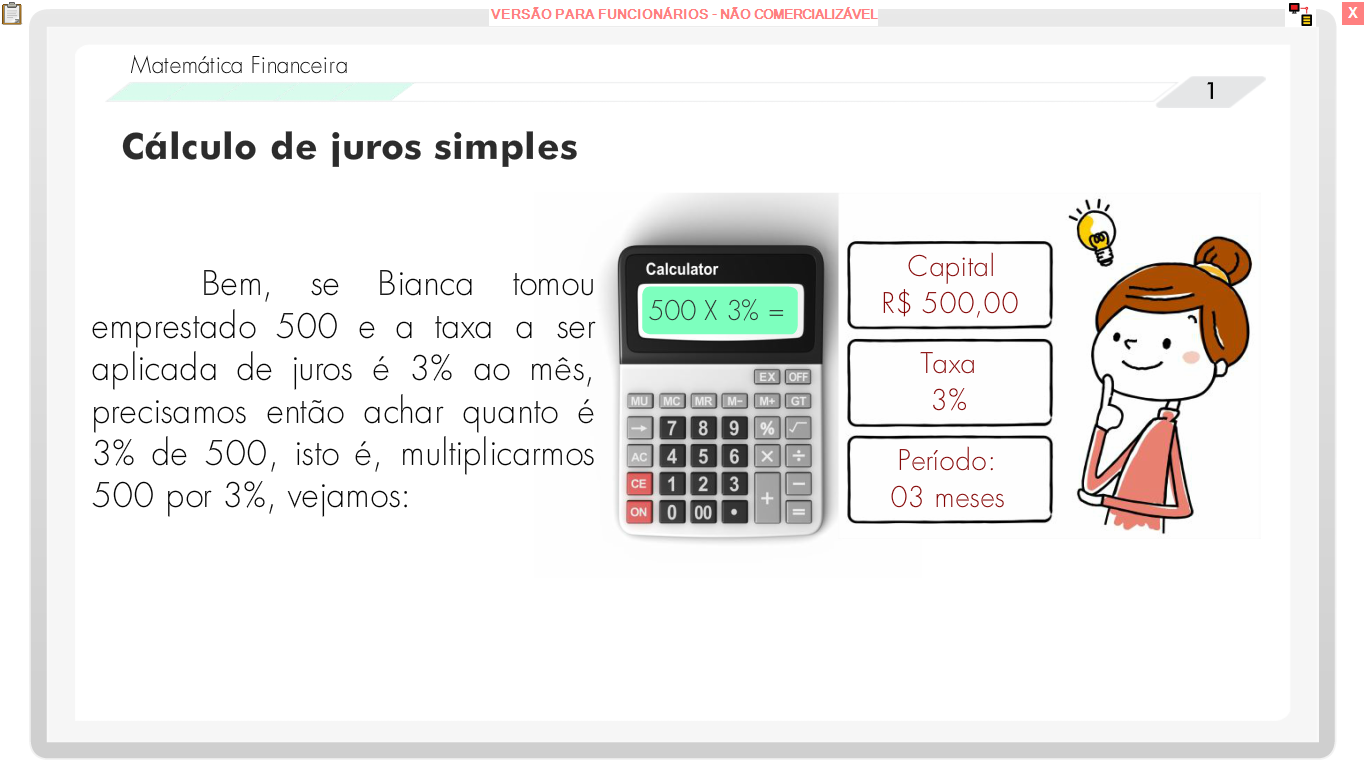 VERSÃO PARA FUNCIONÁRIOS - NÃO COMERCIALIZÁVEL
X
Matemática Financeira
1
Cálculo de juros simples
Bem, se Bianca tomou
emprestado 500 e a taxa a ser
aplicada de juros é 3% ao mês,
precisamos então achar quanto é
3% de 500, isto é, multiplicarmos
500 por 3%, vejamos:
Calculator
500 X 3% =
EX OFF
MU MC MR M− M+ GT
→ 7 8 9 % √
AC 4 5 6 × ÷
CE 1 2 3 + −
ON 0 00 • =
Capital
R$ 500,00
Taxa
3%
Período:
03 meses